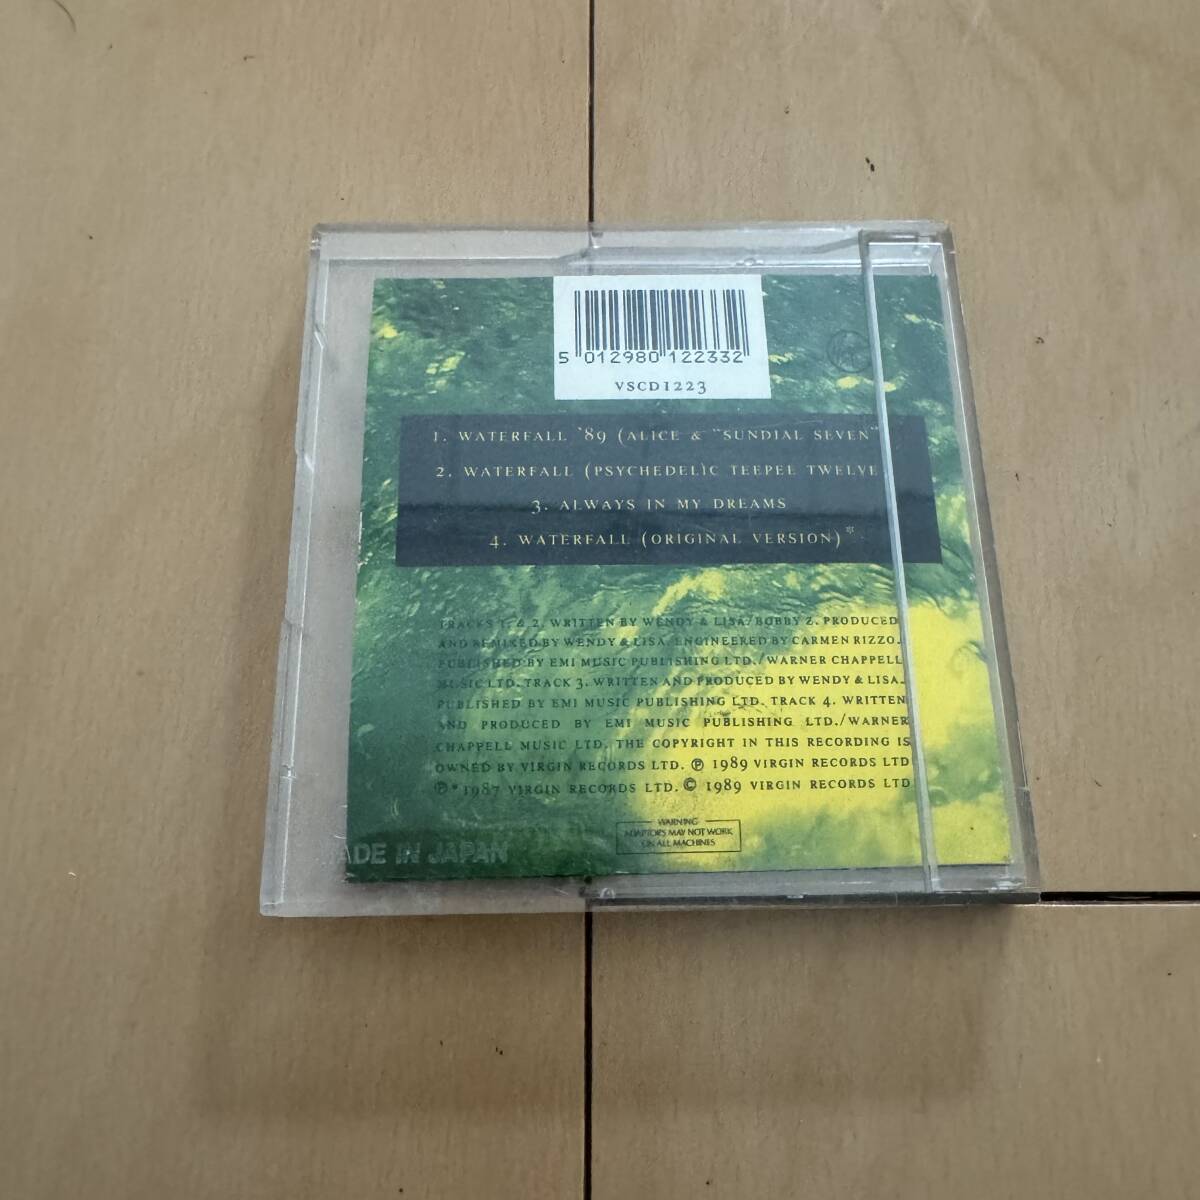 5 012980 122332
VSCD1223
1. WATERFALL '89 (ALICE & "SUNDIAL SEVEN"
2. WATERFALL (PSYCHEDELIC TEEPEE TWELVE
3. ALWAYS IN MY DREAMS
4. WATERFALL (ORIGINAL VERSION)*
TRACKS 1. & 2. WRITTEN BY WENDY & LISA/BOBBY Z. PRODUCED
AND REMIXED BY WENDY & LISA. ENGINEERED BY CARMEN RIZZO.
PUBLISHED BY EMI MUSIC PUBLISHING LTD./WARNER CHAPPELL
MUSIC LTD. TRACK 3. WRITTEN AND PRODUCED BY WENDY & LISA.
PUBLISHED BY EMI MUSIC PUBLISHING LTD. TRACK 4. WRITTEN
AND PRODUCED BY EMI MUSIC PUBLISHING LTD./WARNER
CHAPPELL MUSIC LTD. THE COPYRIGHT IN THIS RECORDING IS
OWNED BY VIRGIN RECORDS LTD. ℗ 1989 VIRGIN RECORDS LTD
℗*1987 VIRGIN RECORDS LTD. © 1989 VIRGIN RECORDS LTD
WARNING
ADAPTORS MAY NOT WORK
ON ALL MACHINES
MADE IN JAPAN